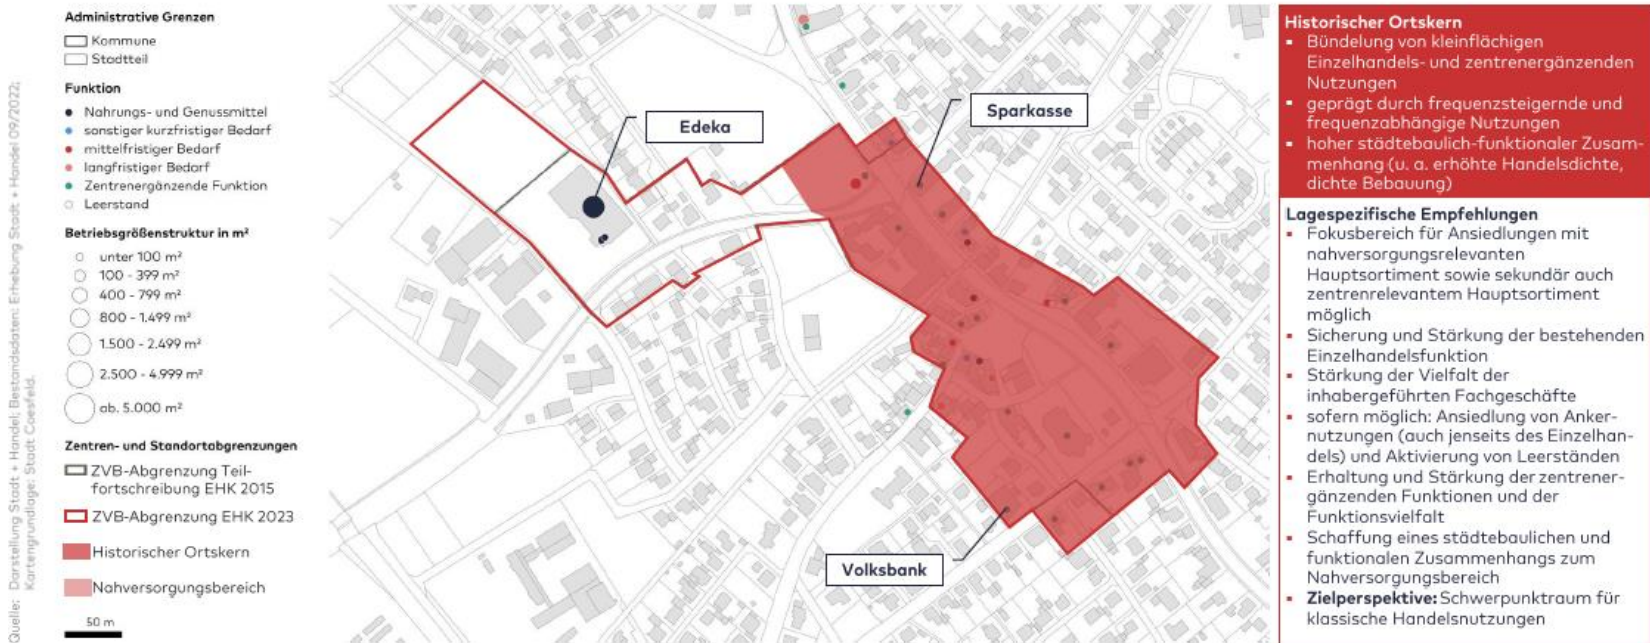 Quelle: Darstellung Stadt + Handel; Bestandsdaten: Erhebung Stadt + Handel 09/2022;
Kartengrundlage: Stadt Coesfeld.
Administrative Grenzen
Kommune
Stadtteil
Funktion
Nahrungs- und Genussmittel
sonstiger kurzfristiger Bedarf
mittelfristiger Bedarf
langfristiger Bedarf
Zentrenergänzende Funktion
Leerstand
Betriebsgrößenstruktur in m²
unter 100 m²
100 - 399 m²
400 - 799 m²
800 - 1.499 m²
1.500 - 2.499 m²
2.500 - 4.999 m²
ab. 5.000 m²
Zentren- und Standortabgrenzungen
ZVB-Abgrenzung Teil-
fortschreibung EHK 2015
ZVB-Abgrenzung EHK 2023
Historischer Ortskern
Nahversorgungsbereich
50 m
Edeka
Sparkasse
Volksbank
Historischer Ortskern
▪ Bündelung von kleinflächigen
Einzelhandels- und zentrenergänzenden
Nutzungen
▪ geprägt durch frequenzsteigernde und
frequenzabhängige Nutzungen
▪ hoher städtebaulich-funktionaler Zusam-
menhang (u. a. erhöhte Handelsdichte,
dichte Bebauung)
Lagespezifische Empfehlungen
▪ Fokusbereich für Ansiedlungen mit
nahversorgungsrelevanten
Hauptsortiment sowie sekundär auch
zentrenrelevantem Hauptsortiment
möglich
▪ Sicherung und Stärkung der bestehenden
Einzelhandelsfunktion
▪ Stärkung der Vielfalt der
inhabergeführten Fachgeschäfte
▪ sofern möglich: Ansiedlung von Anker-
nutzungen (auch jenseits des Einzelhan-
dels) und Aktivierung von Leerständen
▪ Erhaltung und Stärkung der zentrener-
gänzenden Funktionen und der
Funktionsvielfalt
▪ Schaffung eines städtebaulichen und
funktionalen Zusammenhangs zum
Nahversorgungsbereich
▪ Zielperspektive: Schwerpunktraum für
klassische Handelsnutzungen